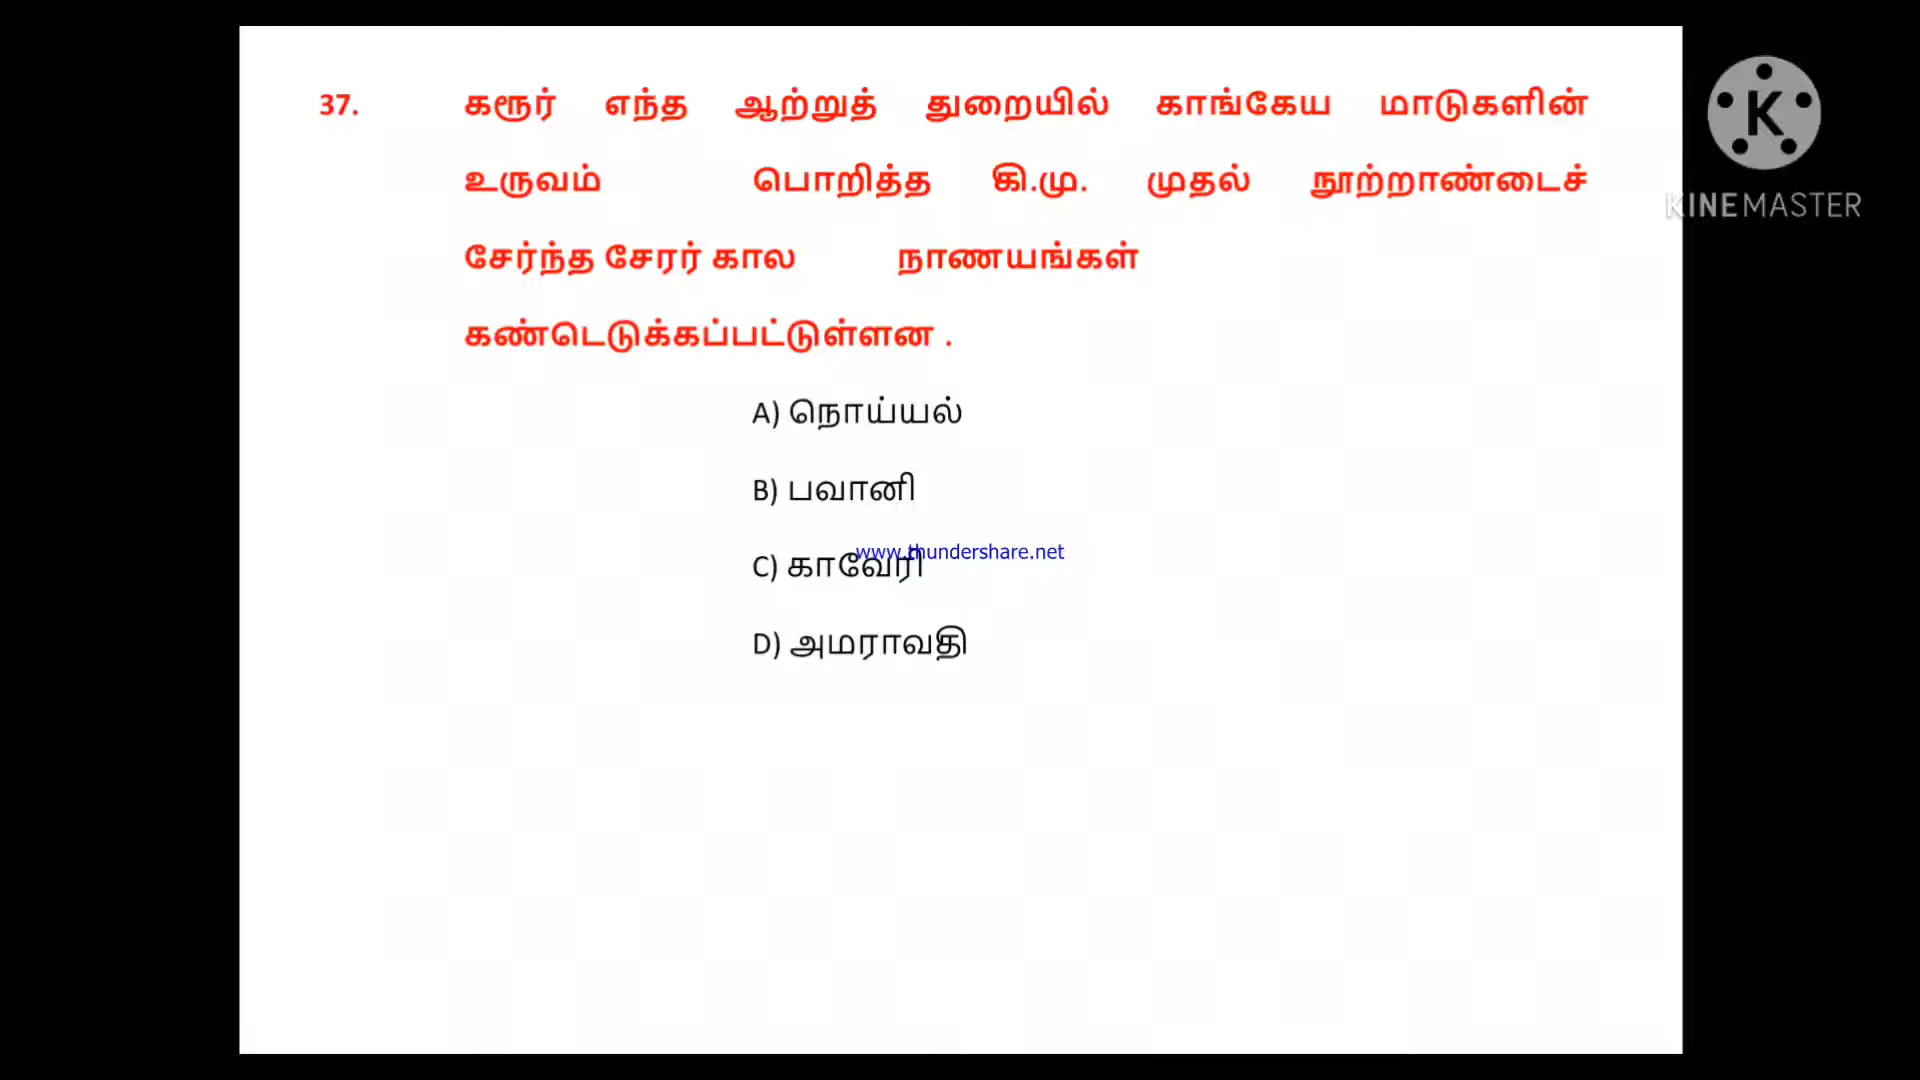 37. கரூர் எந்த ஆற்றுத் துறையில் காங்கேய மாடுகளின்
உருவம் பொறித்த கி.மு. முதல் நூற்றாண்டைச்
சேர்ந்த சேரர் கால நாணயங்கள்
கண்டெடுக்கப்பட்டுள்ளன .
A) நொய்யல்
B) பவானி
www.thundershare.net
C) காவேரி
D) அமராவதி
K
KINEMASTER